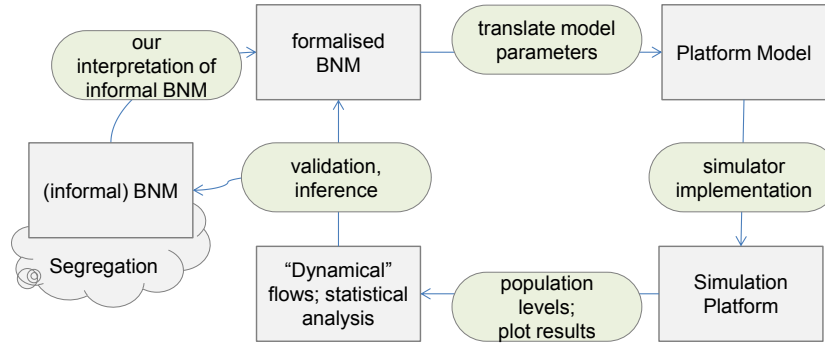 our
interpretation of
informal BNM
formalised
BNM
translate model
parameters
Platform Model
(informal) BNM
validation,
inference
simulator
implementation
Segregation
“Dynamical”
flows; statistical
analysis
population
levels;
plot results
Simulation
Platform